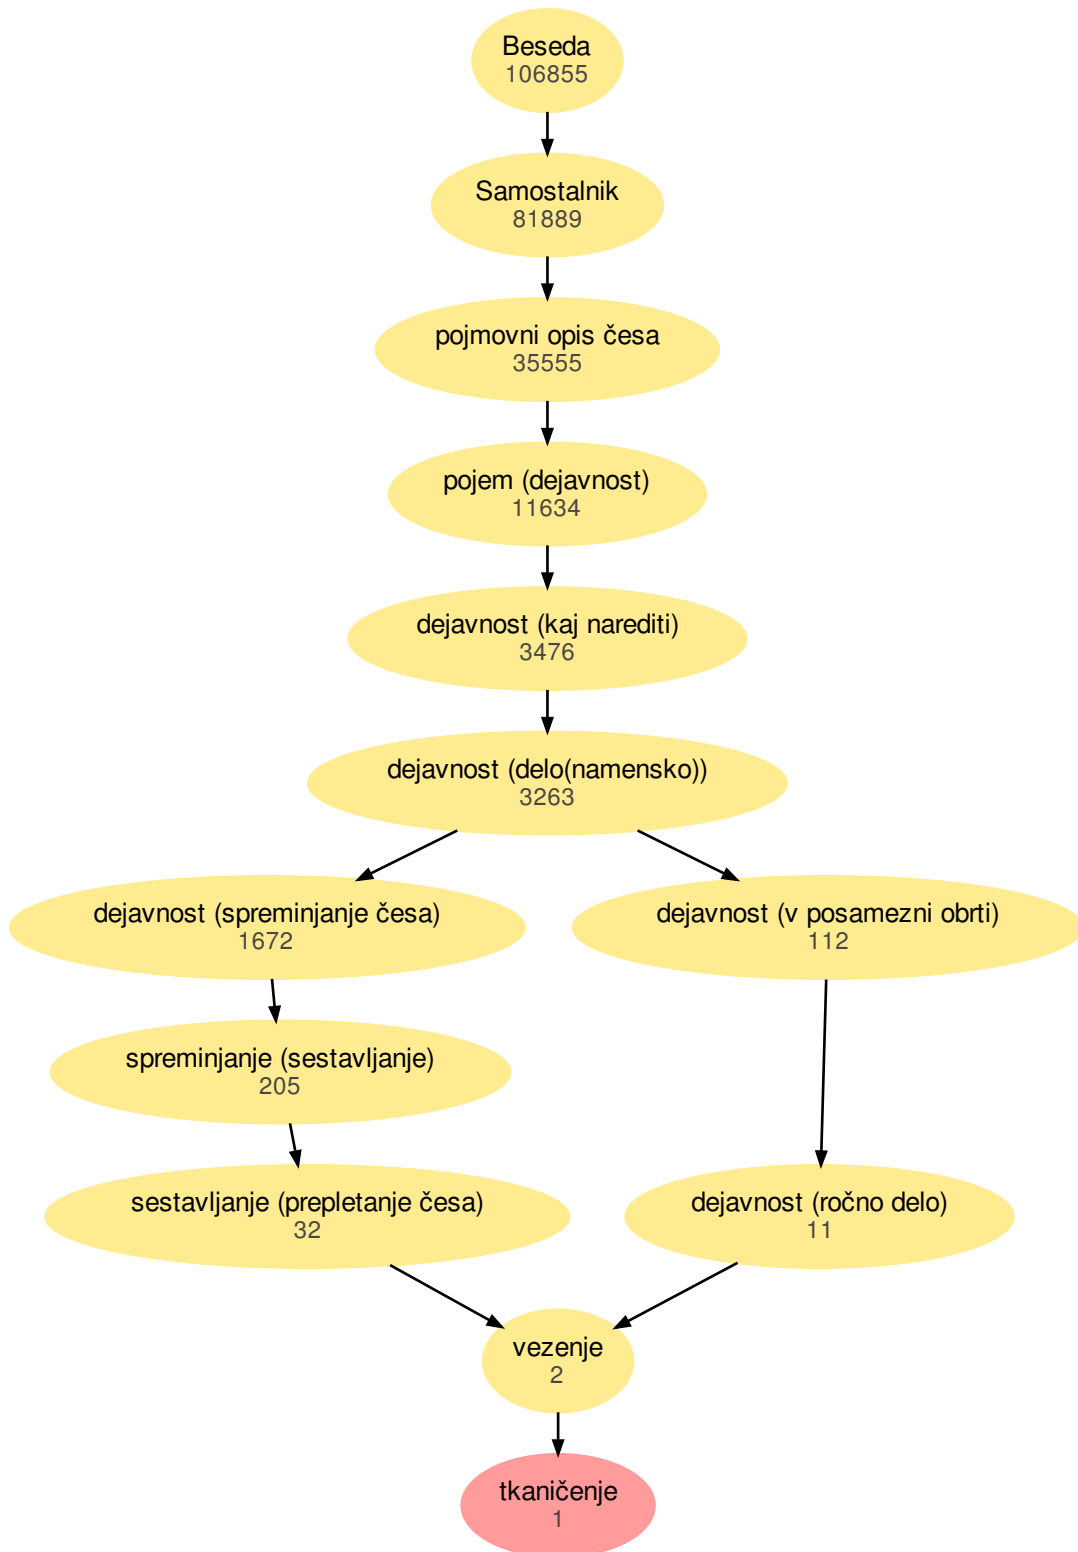 Beseda
106855
Samostalnik
81889
pojmovni opis česa
35555
pojem (dejavnost)
11634
dejavnost (kaj narediti)
3476
dejavnost (delo(namensko))
3263
dejavnost (spreminjanje česa)
1672
dejavnost (v posamezni obrti)
112
spreminjanje (sestavljanje)
205
sestavljanje (prepletanje česa)
32
dejavnost (ročno delo)
11
vezenje
2
tkaničenje
1